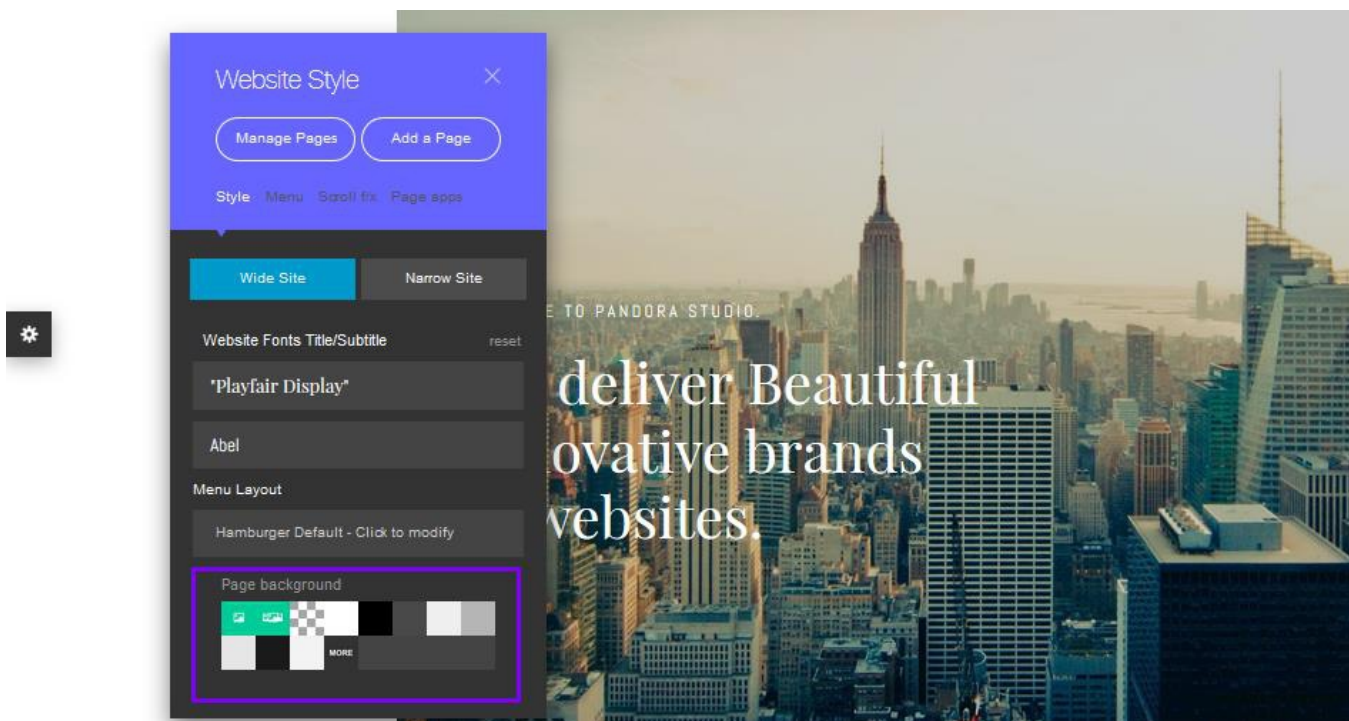 Website Style
Manage Pages
Add a Page
Style Menu Scroll f/x Page apps
Wide Site
Narrow Site
Website Fonts Title/Subtitle
reset
"Playfair Display"
Abel
Menu Layout
Hamburger Default - Click to modify
Page background
MORE
E TO PANDORA STUDIO.
deliver Beautiful
ovative brands
websites.